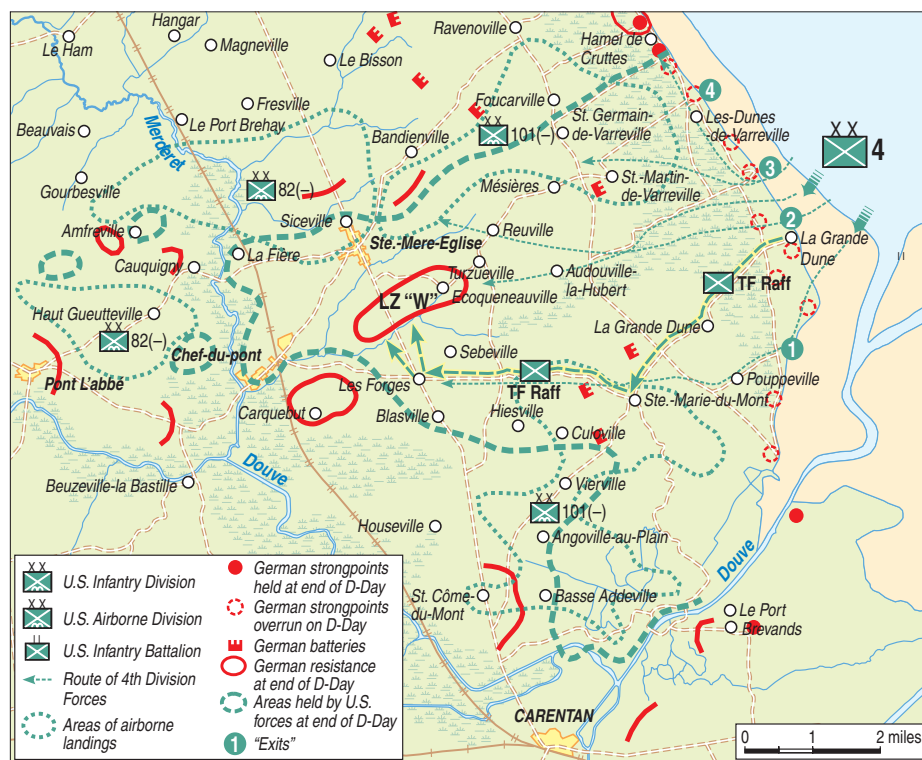 Hangar
Le Ham
Magneville
Le Bisson
Ravenoville
Hamel de
Cruttes
Fresville
Le Port Brehay
Beauvais
Merderet
Foucarville
101(–)
St. Germain-
de-Varreville
4
Les-Dunes
-de-Varreville
4
3
Bandienville
Gourbesville
82(–)
Mésières
St.-Martin-
de-Varreville
2
Siceville
Amfreville
Ste.-Mere-Eglise
Reuville
La Grande
Dune
La Fière
Cauquigny
Turzueville
Audouville-
la-Hubert
TF Raff
LZ "W"
Ecoqueneauville
Haut Gueutteville
82(–)
La Grande Dune
Chef-du-pont
Sebeville
1
Pont L'abbé
Les Forges
TF Raff
Pouppeville
Carquebut
Blasville
Hiesville
Ste.-Marie-du-Mont
Culoville
Douve
Beuzeville-la Bastille
Vierville
101(–)
Houseville
Angoville-au-Plain
Douve
St. Côme-
du-Mont
Basse Addeville
Le Port
Brevands
CARENTAN
U.S. Infantry Division
U.S. Airborne Division
U.S. Infantry Battalion
Route of 4th Division
Forces
Areas of airborne
landings
German strongpoints
held at end of D-Day
German strongpoints
overrun on D-Day
German batteries
German resistance
at end of D-Day
Areas held by U.S.
forces at end of D-Day
1 "Exits"
0 1 2 miles